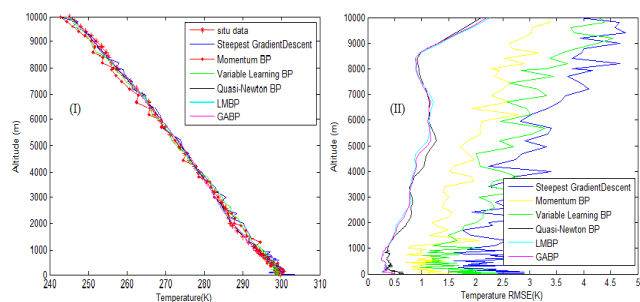 10000
9000
8000
7000
6000
5000
4000
3000
2000
1000
0
Altitude (m)
(I)
situ data
Steepest GradientDescent
Momentum BP
Variable Learning BP
Quasi-Newton BP
LMBP
GABP
240 250 260 270 280 290 300 310
Temperature(K)
10000
9000
8000
7000
6000
5000
4000
3000
2000
1000
0
Altitude (m)
(II)
Steepest GradientDescent
Momentum BP
Variable Learning BP
Quasi-Newton BP
LMBP
GABP
0 0.5 1 1.5 2 2.5 3 3.5 4 4.5 5
Temperature RMSE(K)